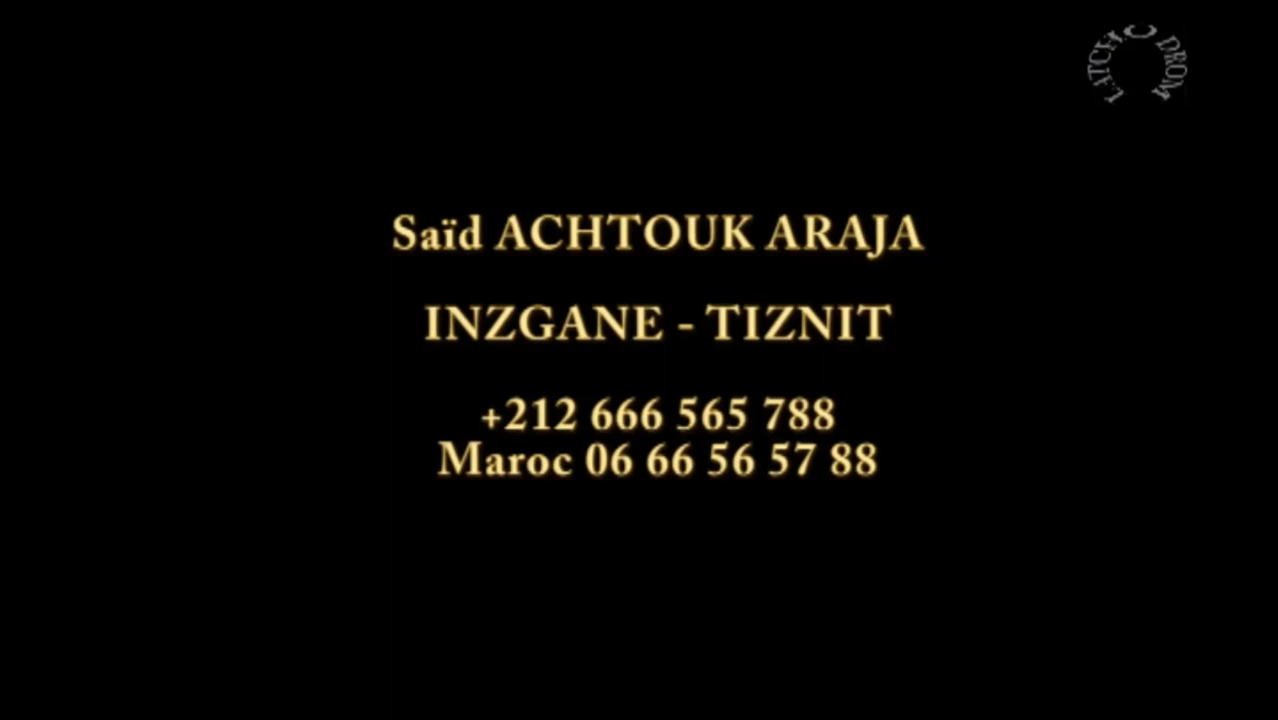 LATCHO DROM
Saïd ACHTOUK ARAJA
INZGANE - TIZNIT
+212 666 565 788
Maroc 06 66 56 57 88